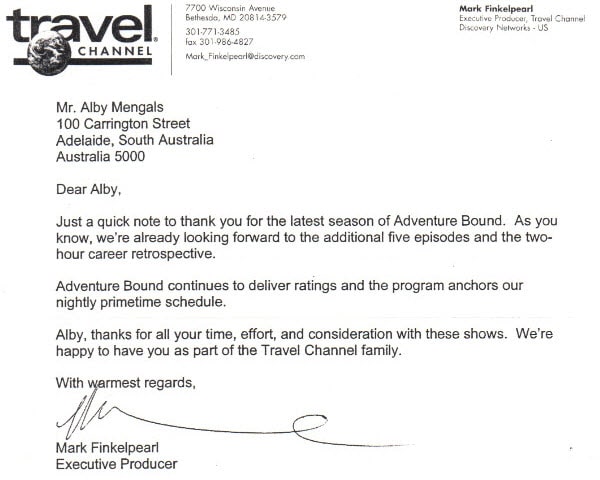 travel
CHANNEL
7700 Wisconsin Avenue
Bethesda, MD 20814-3579
301-771-3485
fax 301-986-4827
Mark_Finkelpearl@discovery.com
Mark Finkelpearl
Executive Producer, Travel Channel
Discovery Networks - US
Mr. Alby Mengals
100 Carrington Street
Adelaide, South Australia
Australia 5000
Dear Alby,
Just a quick note to thank you for the latest season of Adventure Bound. As you
know, we're already looking forward to the additional five episodes and the two-
hour career retrospective.
Adventure Bound continues to deliver ratings and the program anchors our
nightly primetime schedule.
Alby, thanks for all your time, effort, and consideration with these shows. We're
happy to have you as part of the Travel Channel family.
With warmest regards,
Mark Finkelpearl
Executive Producer